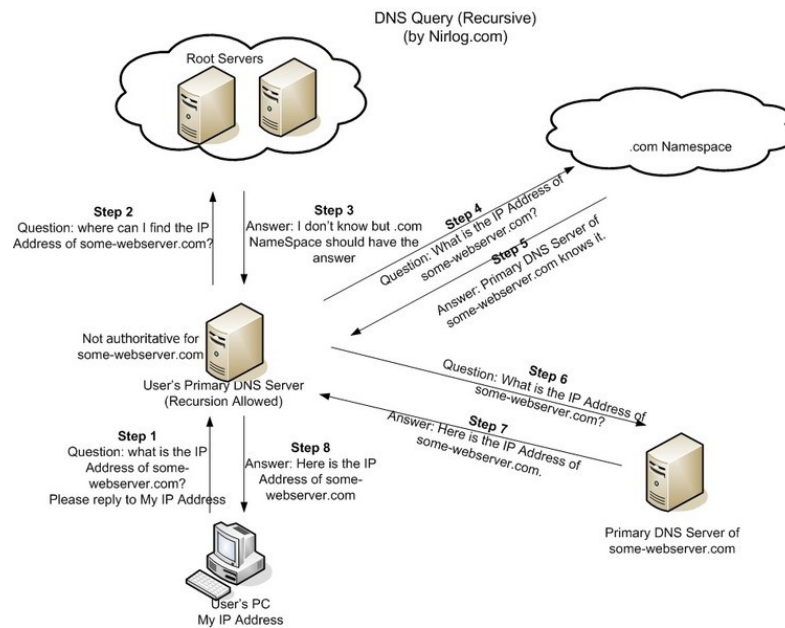 DNS Query (Recursive)
(by Nirlog.com)
Root Servers
.com Namespace
Step 2
Question: where can I find the IP
Address of some-webserver.com?
Step 3
Answer: I don't know but .com
NameSpace should have the
answer
Step 4
Question: What is the IP Address of
some-webserver.com?
Step 5
Answer: Primary DNS Server of
some-webserver.com knows it.
Not authoritative for
some-webserver.com
User's Primary DNS Server
(Recursion Allowed)
Step 6
Question: What is the IP Address of
some-webserver.com?
Step 7
Answer: Here is the IP Address of
some-webserver.com.
Step 1
Question: what is the IP
Address of some-
webserver.com?
Please reply to My IP Address
Step 8
Answer: Here is the IP
Address of some-
webserver.com
Primary DNS Server of
some-webserver.com
User's PC
My IP Address